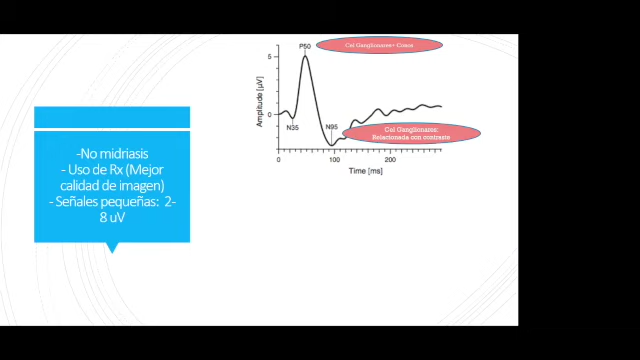 -No midriasis
- Uso de Rx (Mejor
calidad de imagen)
- Señales pequeñas: 2-
8 uV
P50
Cel Ganglionares+ Conos
5
0
Amplitude [µV]
N35
N95
Cel Ganglionares:
Relacionada con contraste
0
100
200
Time [ms]